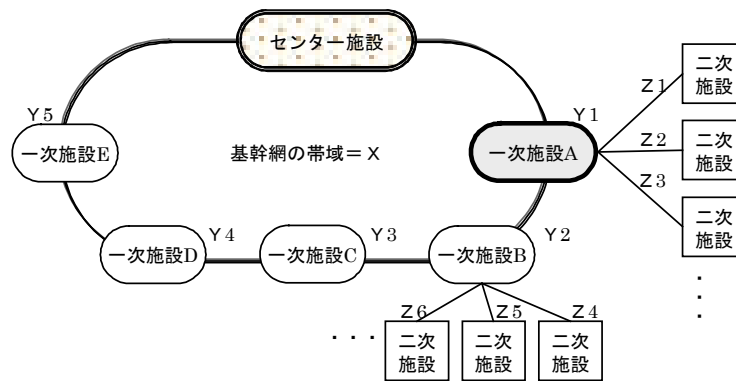 センター施設
Y5
Y1
二次
施設
Z1
一次施設E
基幹網の帯域=X
一次施設A
Z2
二次
施設
Z3
二次
施設
一次施設D
Y4
一次施設C
Y3
一次施設B
Y2
・・・
Z6
Z5
Z4
・・・
二次
施設
二次
施設
二次
施設